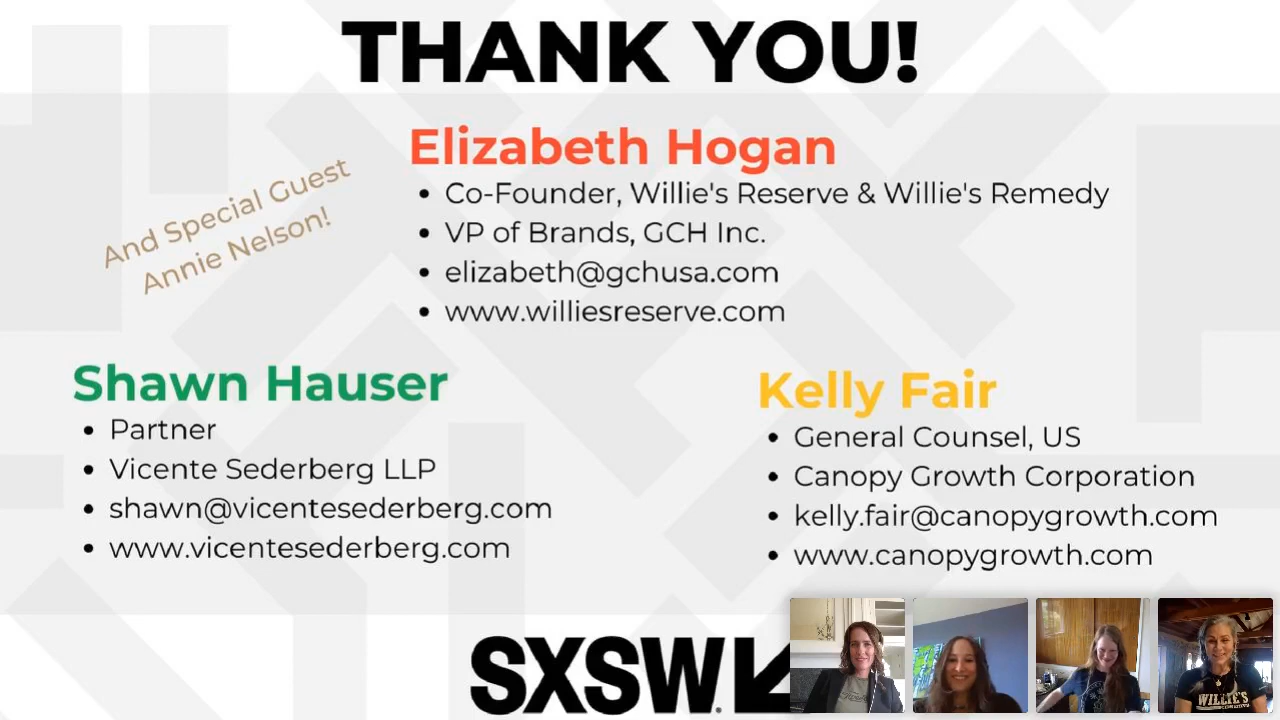 THANK YOU!
And Special Guest
Annie Nelson!
Elizabeth Hogan
• Co-Founder, Willie's Reserve & Willie's Remedy
• VP of Brands, GCH Inc.
• elizabeth@gchusa.com
• www.williesreserve.com
Shawn Hauser
• Partner
• Vicente Sederberg LLP
• shawn@vicentesederberg.com
• www.vicentesederberg.com
Kelly Fair
• General Counsel, US
• Canopy Growth Corporation
• kelly.fair@canopygrowth.com
• www.canopygrowth.com
SXSW
WILLIE'S